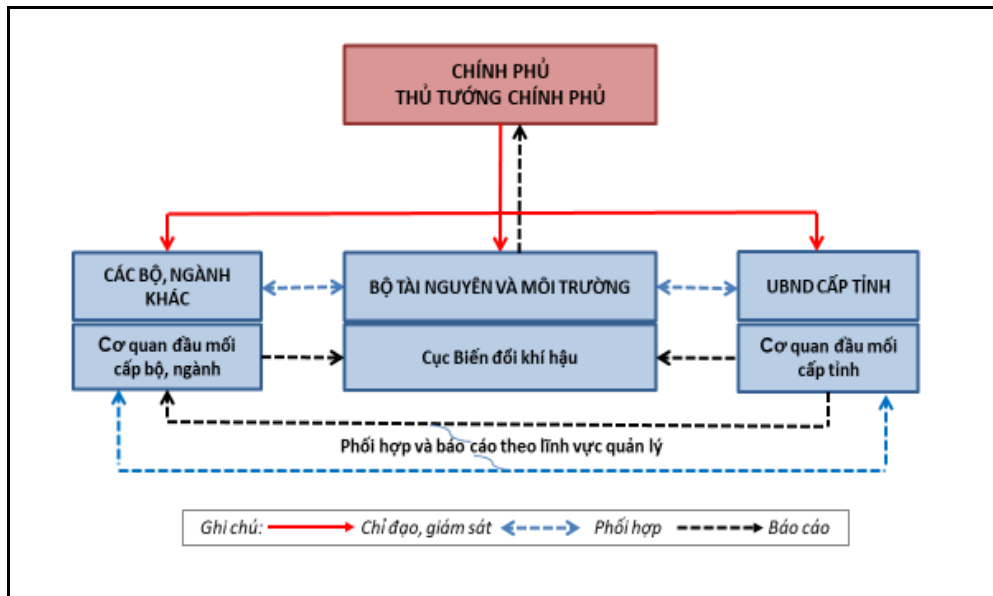 CHÍNH PHỦ
THỦ TƯỚNG CHÍNH PHỦ
CÁC BỘ, NGÀNH
KHÁC
BỘ TÀI NGUYÊN VÀ MÔI TRƯỜNG
UBND CẤP TỈNH
Cơ quan đầu mối
cấp bộ, ngành
Cục Biến đổi khí hậu
Cơ quan đầu mối
cấp tỉnh
Phối hợp và báo cáo theo lĩnh vực quản lý
Ghi chú: Chỉ đạo, giám sát Phối hợp Báo cáo